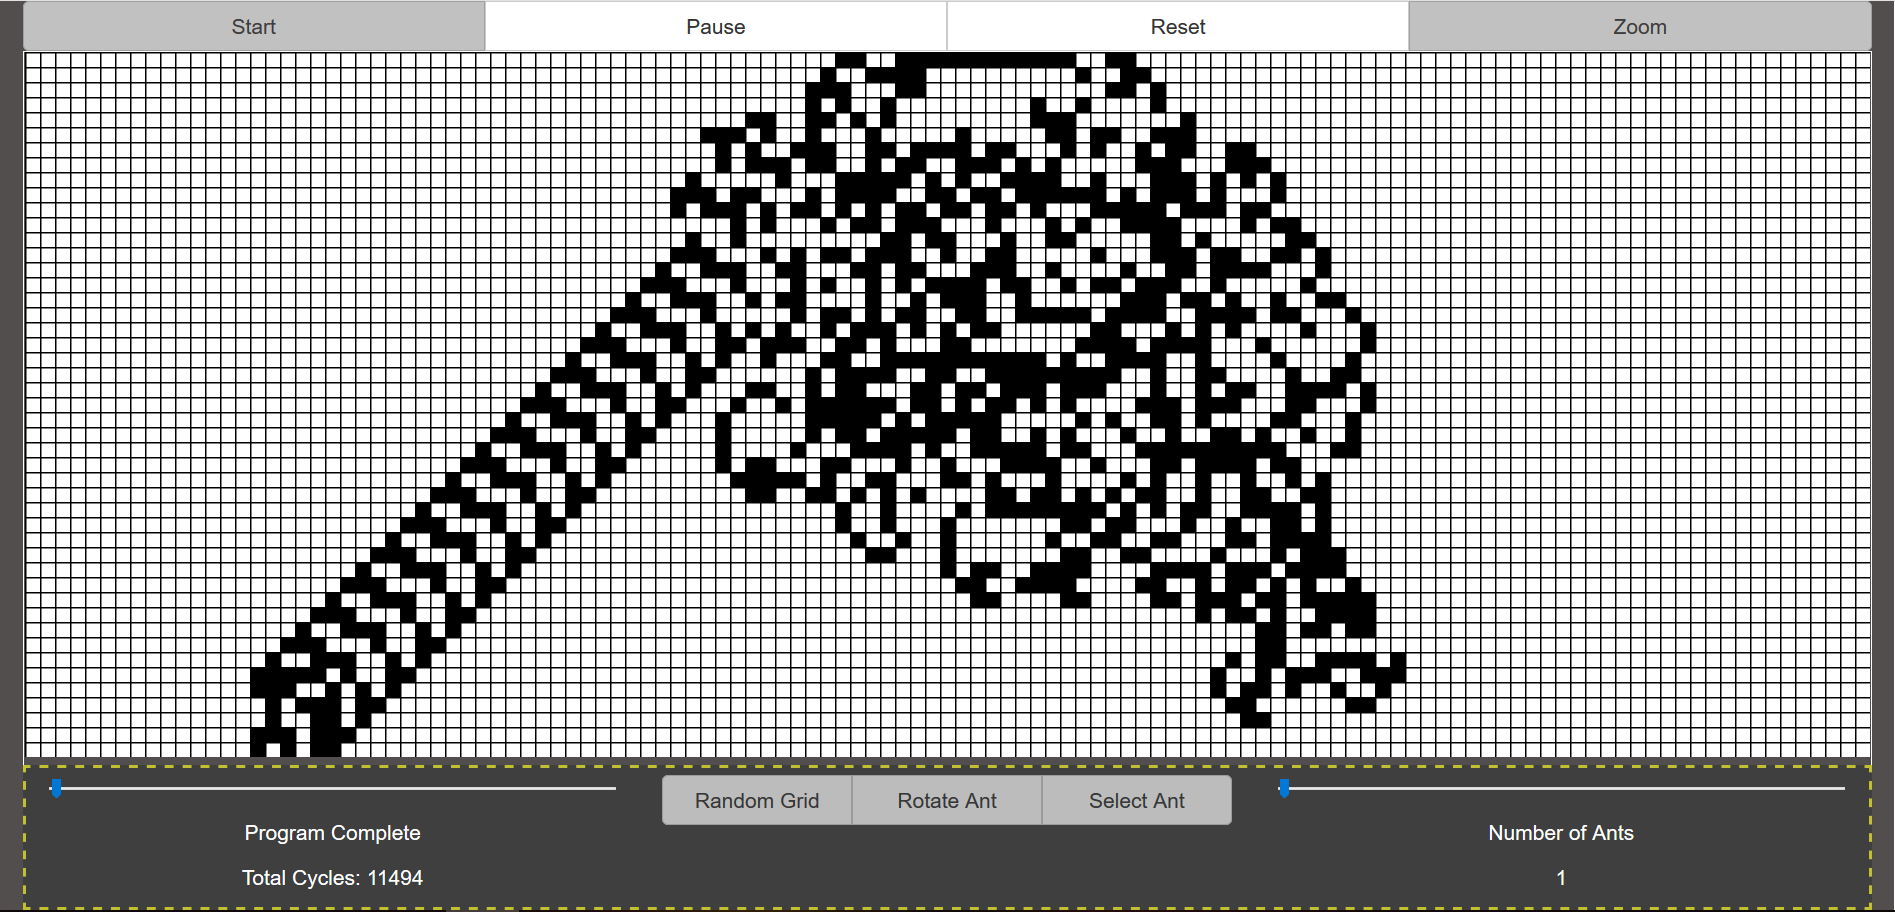 Start
Pause
Reset
Zoom
Random Grid
Rotate Ant
Select Ant
Program Complete
Number of Ants
Total Cycles: 11494
1